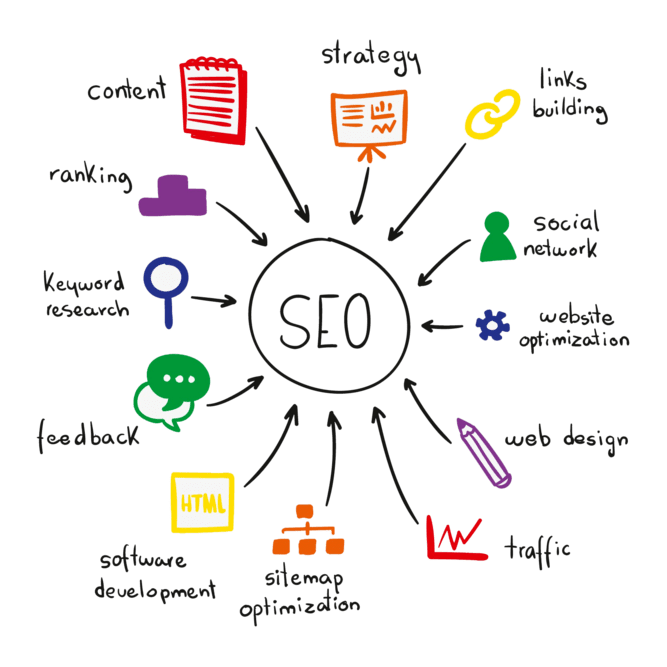 strategy
content
links
building
ranking
social
network
Keyword
research
SEO
website
optimization
feedback
web design
HTML
software
development
sitemap
optimization
traffic